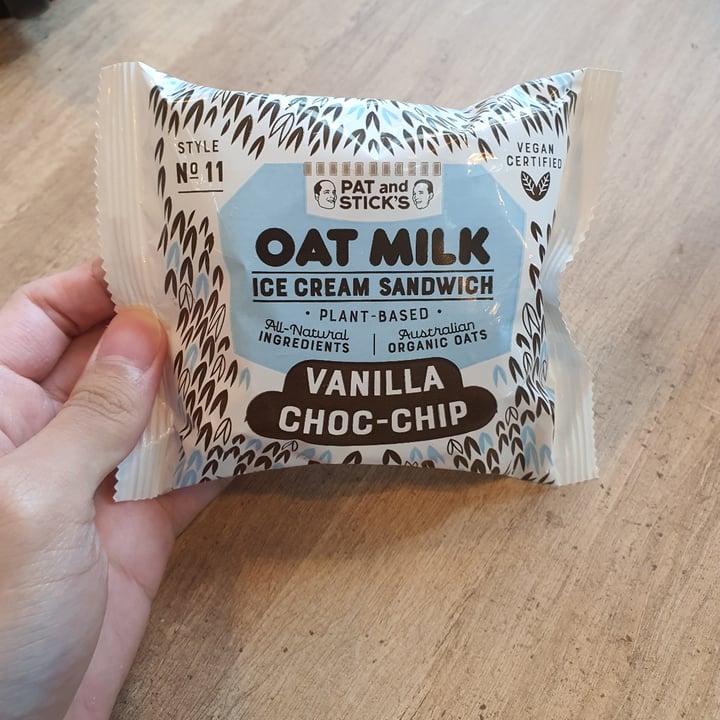 STYLE
Nº 11
VEGAN
CERTIFIED
PAT and
STICK'S
OAT MILK
ICE CREAM SANDWICH
• PLANT-BASED •
All-Natural
INGREDIENTS
Australian
ORGANIC OATS
VANILLA
CHOC-CHIP